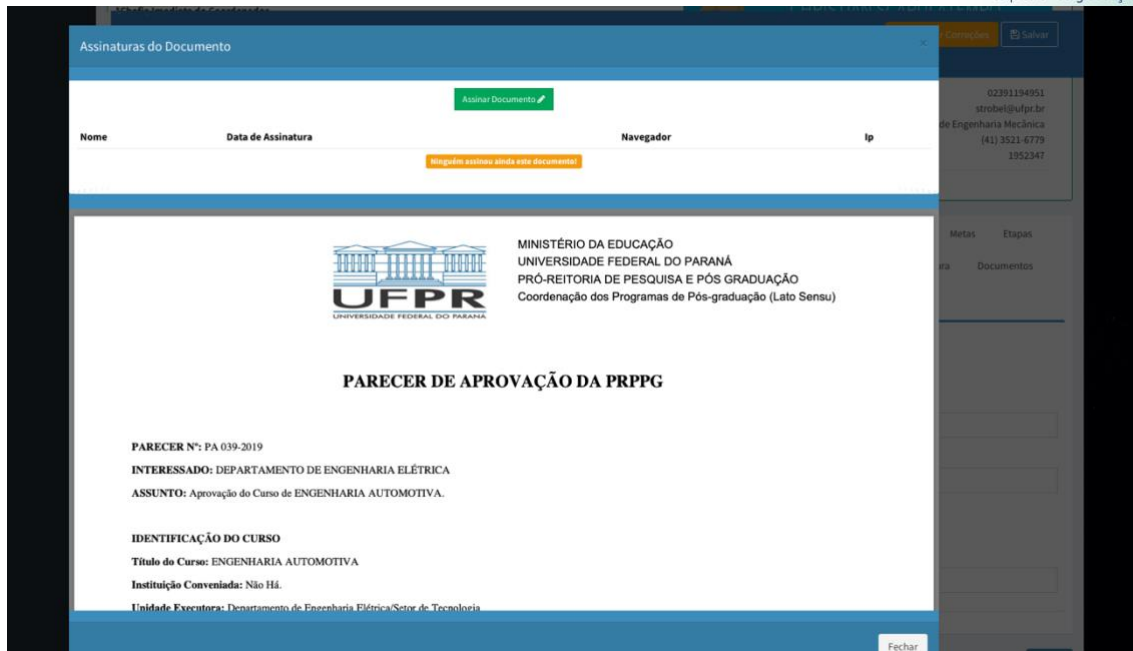 Assinaturas do Documento
×
Correções
Salvar
Assinar Documento
Nome Data de Assinatura Navegador Ip
Ninguém assinou ainda este documento!
02391194951
strobel@ufpr.br
de Engenharia Mecânica
(41) 3521-6779
1952347
Metas Etapas
Documentos
UFPR
UNIVERSIDADE FEDERAL DO PARANÁ
MINISTÉRIO DA EDUCAÇÃO
UNIVERSIDADE FEDERAL DO PARANÁ
PRÓ-REITORIA DE PESQUISA E PÓS GRADUAÇÃO
Coordenação dos Programas de Pós-graduação (Lato Sensu)
PARECER DE APROVAÇÃO DA PRPPG
PARECER Nº: PA 039-2019
INTERESSADO: DEPARTAMENTO DE ENGENHARIA ELÉTRICA
ASSUNTO: Aprovação do Curso de ENGENHARIA AUTOMOTIVA.
IDENTIFICAÇÃO DO CURSO
Título do Curso: ENGENHARIA AUTOMOTIVA
Instituição Conveniada: Não Há.
Unidade Executora: Departamento de Engenharia Elétrica/Setor de Tecnologia
Fechar